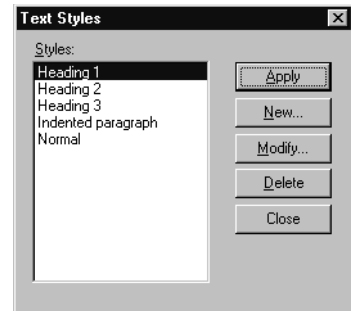 Text Styles
Styles:
Heading 1
Heading 2
Heading 3
Indented paragraph
Normal
Apply
New...
Modify...
Delete
Close